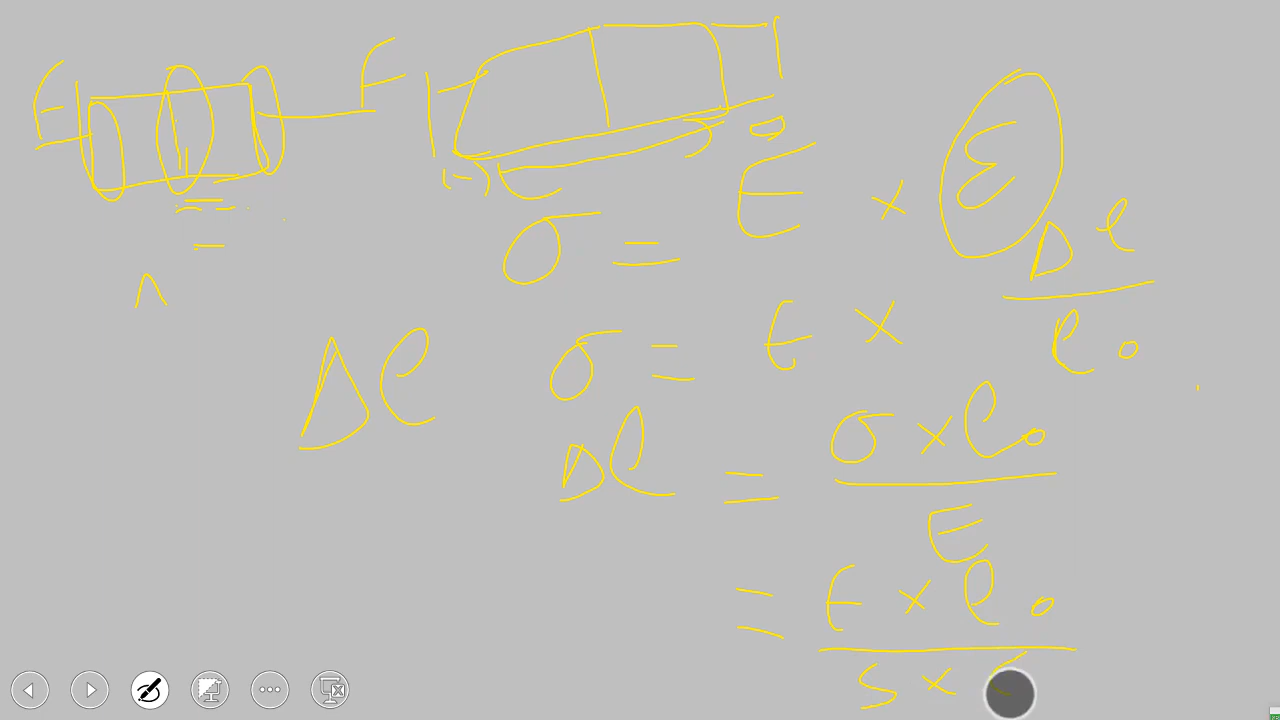 F F
σ = E × ε
σ = E × Δl / l₀
Δl
Δl = σ × l₀ / E
= F × l₀ / S ×